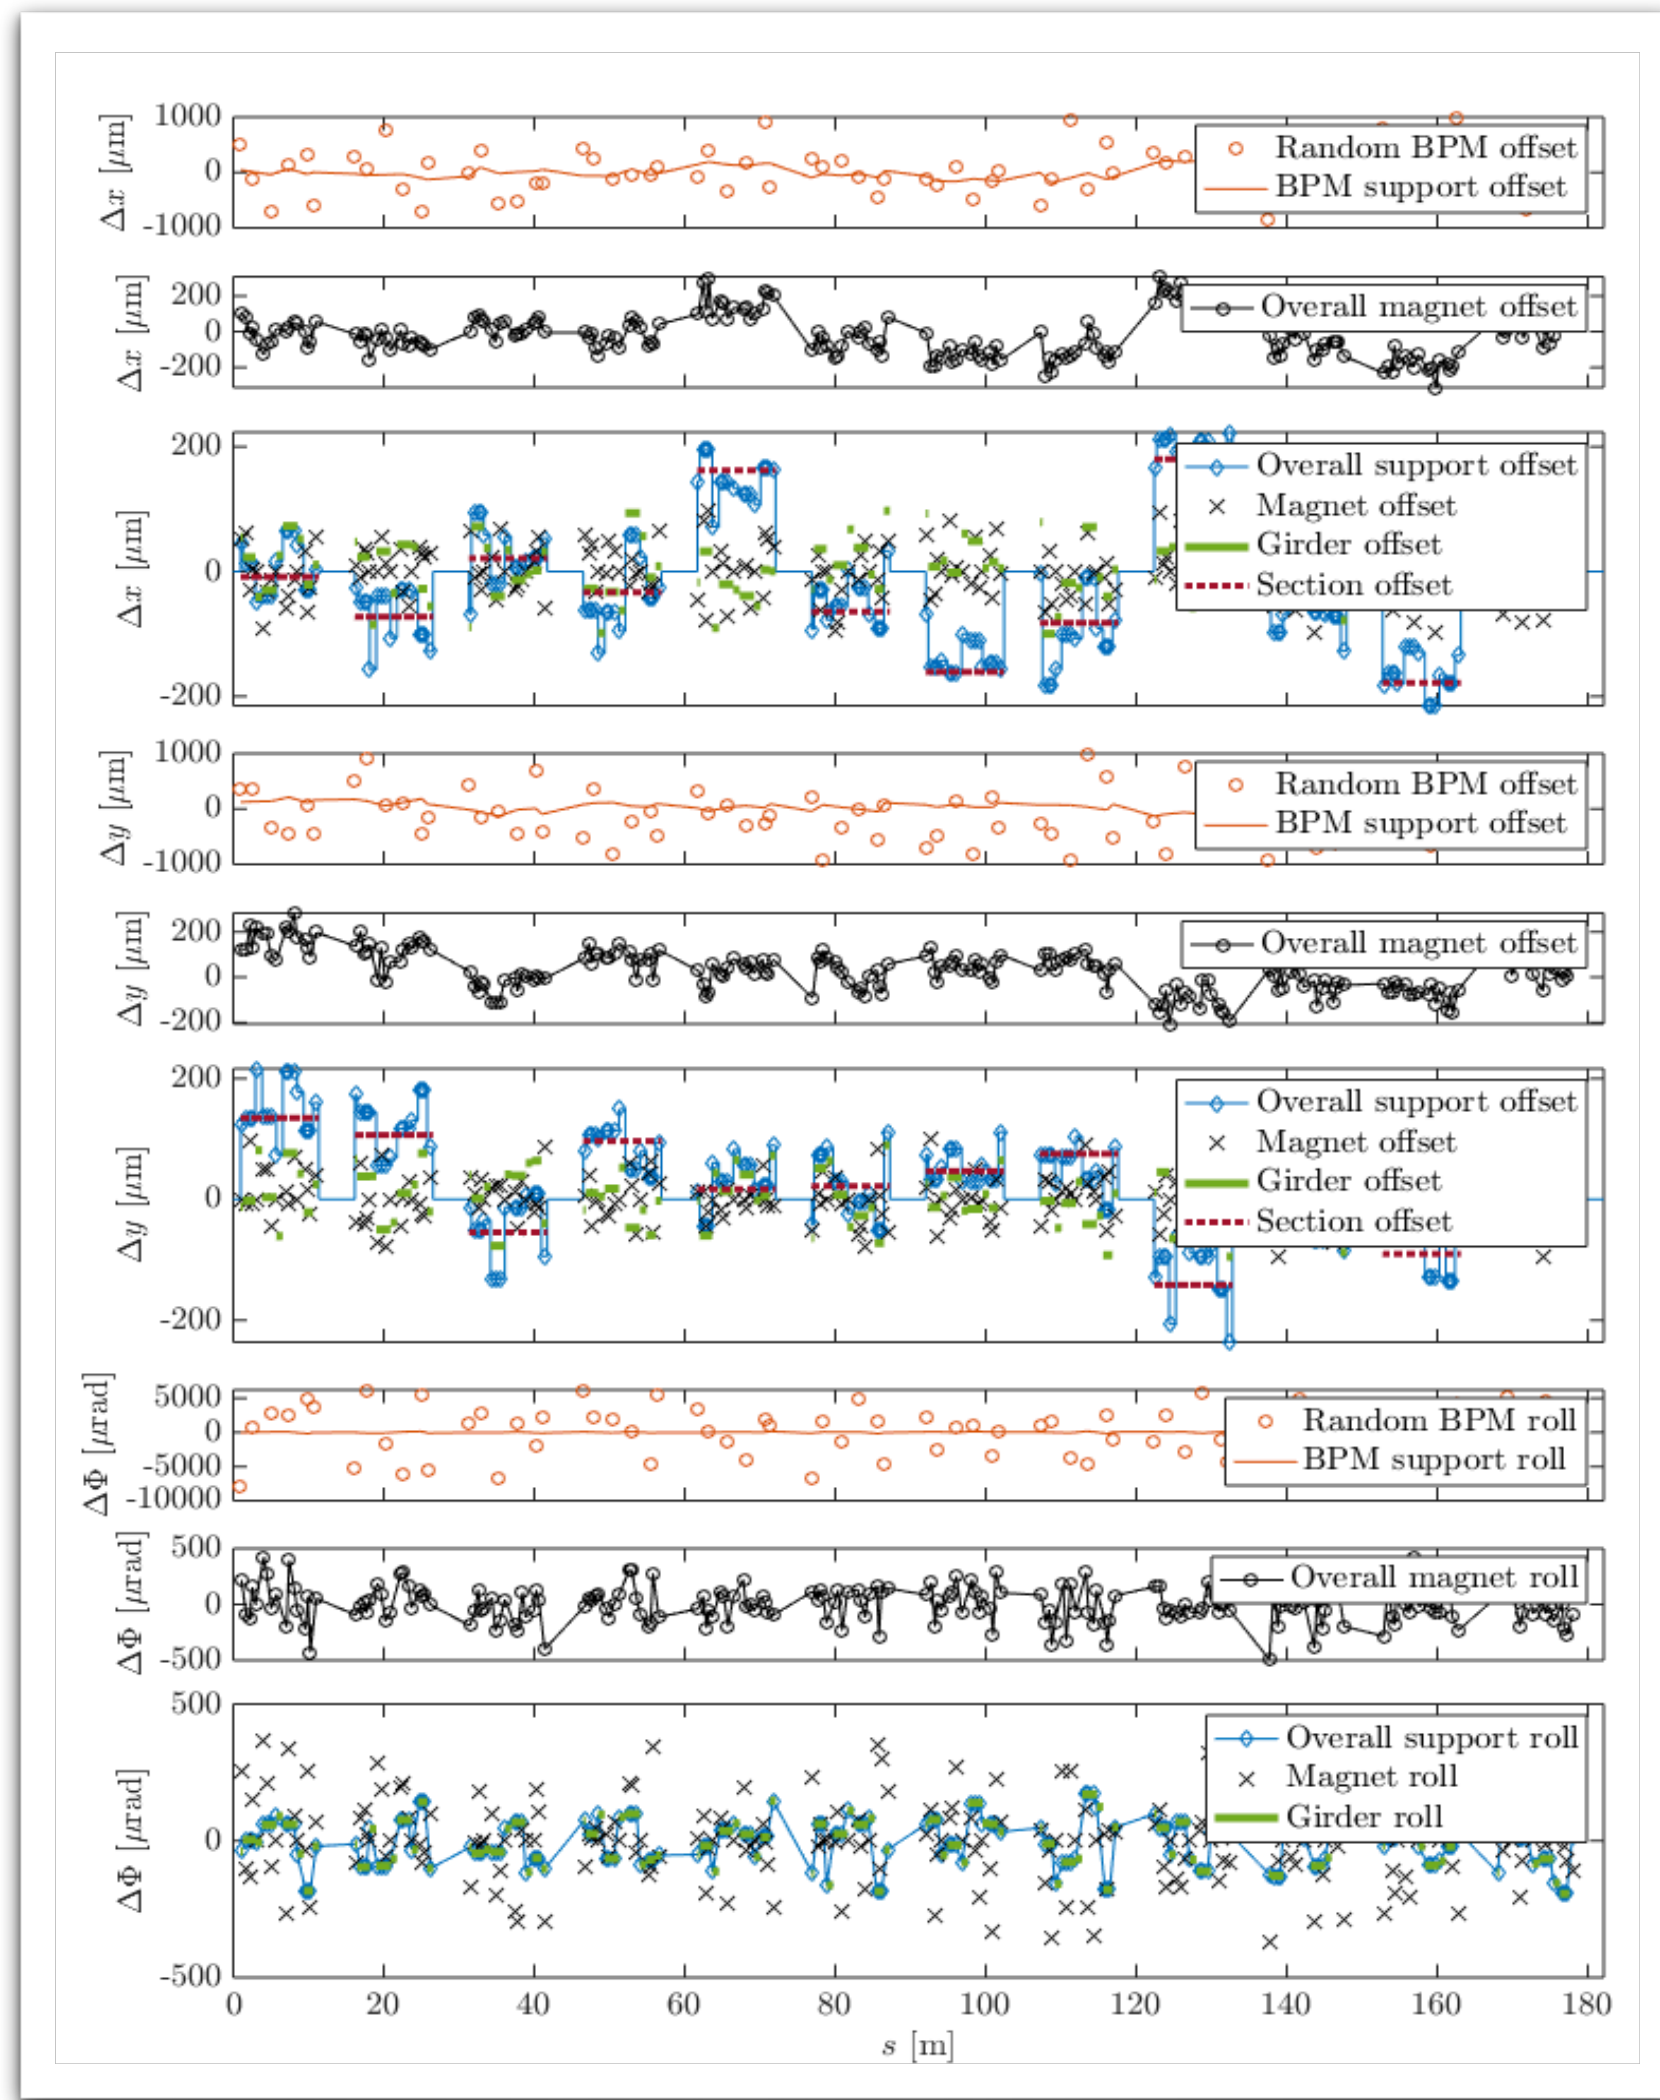 Δx [μm]
1000
0
-1000
Random BPM offset
BPM support offset
Δx [μm]
200
0
-200
Overall magnet offset
Δx [μm]
200
0
-200
Overall support offset
Magnet offset
Girder offset
Section offset
Δy [μm]
1000
0
-1000
Random BPM offset
BPM support offset
Δy [μm]
200
0
-200
Overall magnet offset
Δy [μm]
200
0
-200
Overall support offset
Magnet offset
Girder offset
Section offset
ΔΦ [μrad]
5000
0
-5000
-10000
Random BPM roll
BPM support roll
ΔΦ [μrad]
500
0
-500
Overall magnet roll
ΔΦ [μrad]
500
0
-500
Overall support roll
Magnet roll
Girder roll
0 20 40 60 80 100 120 140 160 180
s [m]